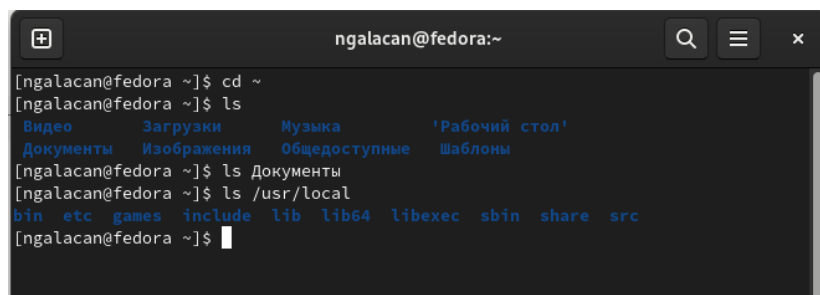 ngalacan@fedora:~
[ngalacan@fedora ~]$ cd ~
[ngalacan@fedora ~]$ ls
Видео Загрузки Музыка 'Рабочий стол'
Документы Изображения Общедоступные Шаблоны
[ngalacan@fedora ~]$ ls Документы
[ngalacan@fedora ~]$ ls /usr/local
bin etc games include lib lib64 libexec sbin share src
[ngalacan@fedora ~]$